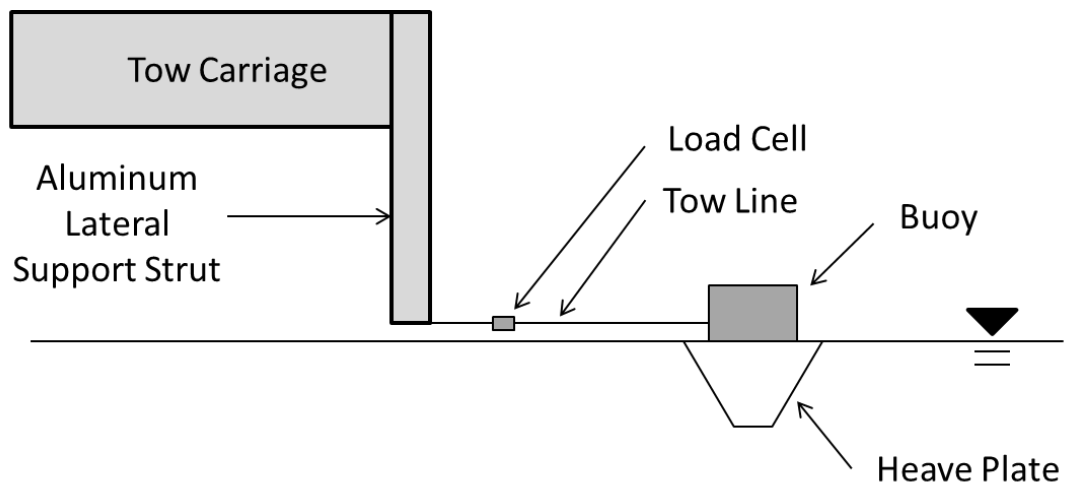 Tow Carriage
Load Cell
Aluminum
Lateral
Support Strut
Tow Line
Buoy
Heave Plate